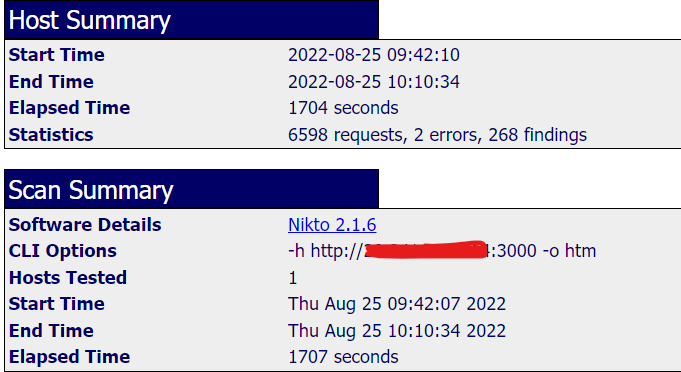 Host Summary
Start Time 2022-08-25 09:42:10
End Time 2022-08-25 10:10:34
Elapsed Time 1704 seconds
Statistics 6598 requests, 2 errors, 268 findings
Scan Summary
Software Details Nikto 2.1.6
CLI Options -h http:// :3000 -o htm
Hosts Tested 1
Start Time Thu Aug 25 09:42:07 2022
End Time Thu Aug 25 10:10:34 2022
Elapsed Time 1707 seconds